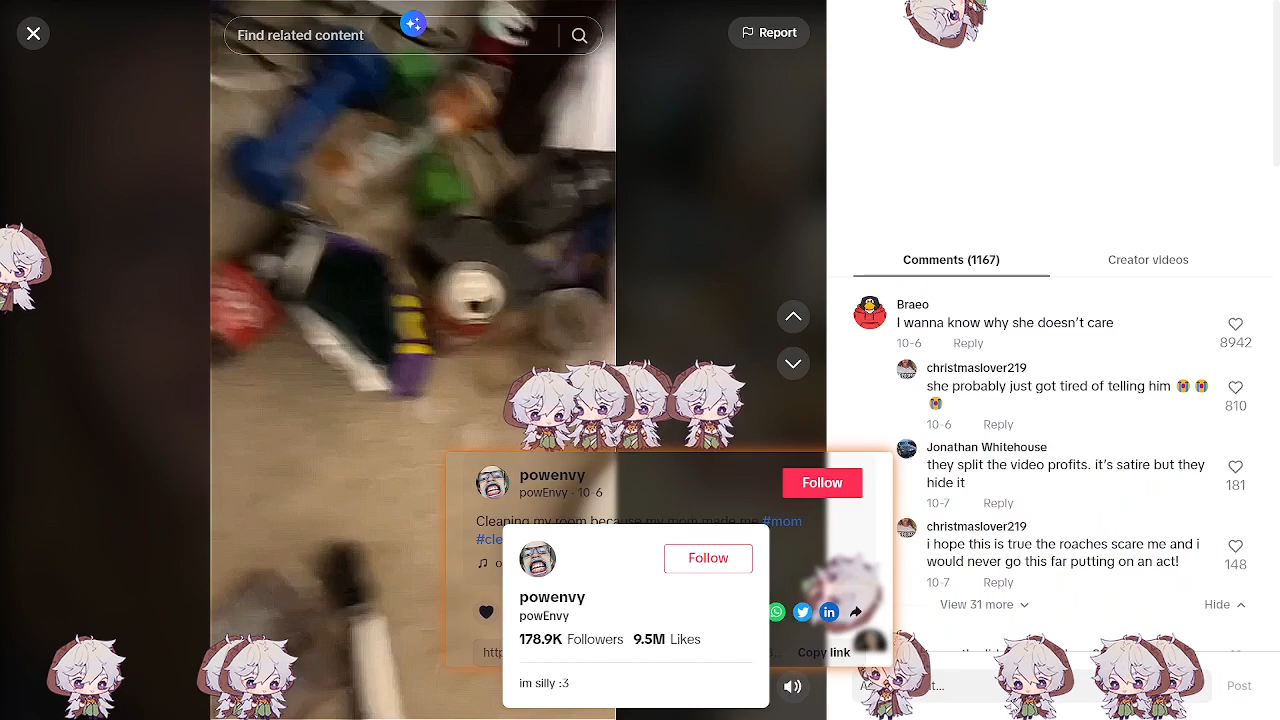 Find related content
Report
Comments (1167)
Creator videos
Braeo
I wanna know why she doesn't care
10-6
Reply
8942
christmaslover219
she probably just got tired of telling him 😭 😭
😭
10-6
Reply
810
Jonathan Whitehouse
they split the video profits. it's satire but they
hide it
10-7
Reply
181
christmaslover219
i hope this is true the roaches scare me and i
would never go this far putting on an act!
10-7
Reply
148
View 31 more
Hide
Post
powenvy
powEnvy · 10-6
Follow
Cleaning my room because my mom made me #mom
#cle
Follow
powenvy
powEnvy
178.9K Followers 9.5M Likes
im silly :3
in
http
Copy link